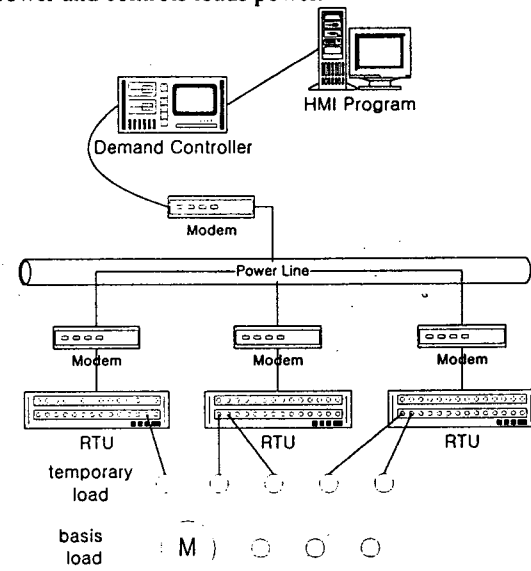 power and controls loads power
HMI Program
Demand Controller
Modem
Power Line
Modem Modem Modem
RTU RTU RTU
temporary
load
basis
load
M